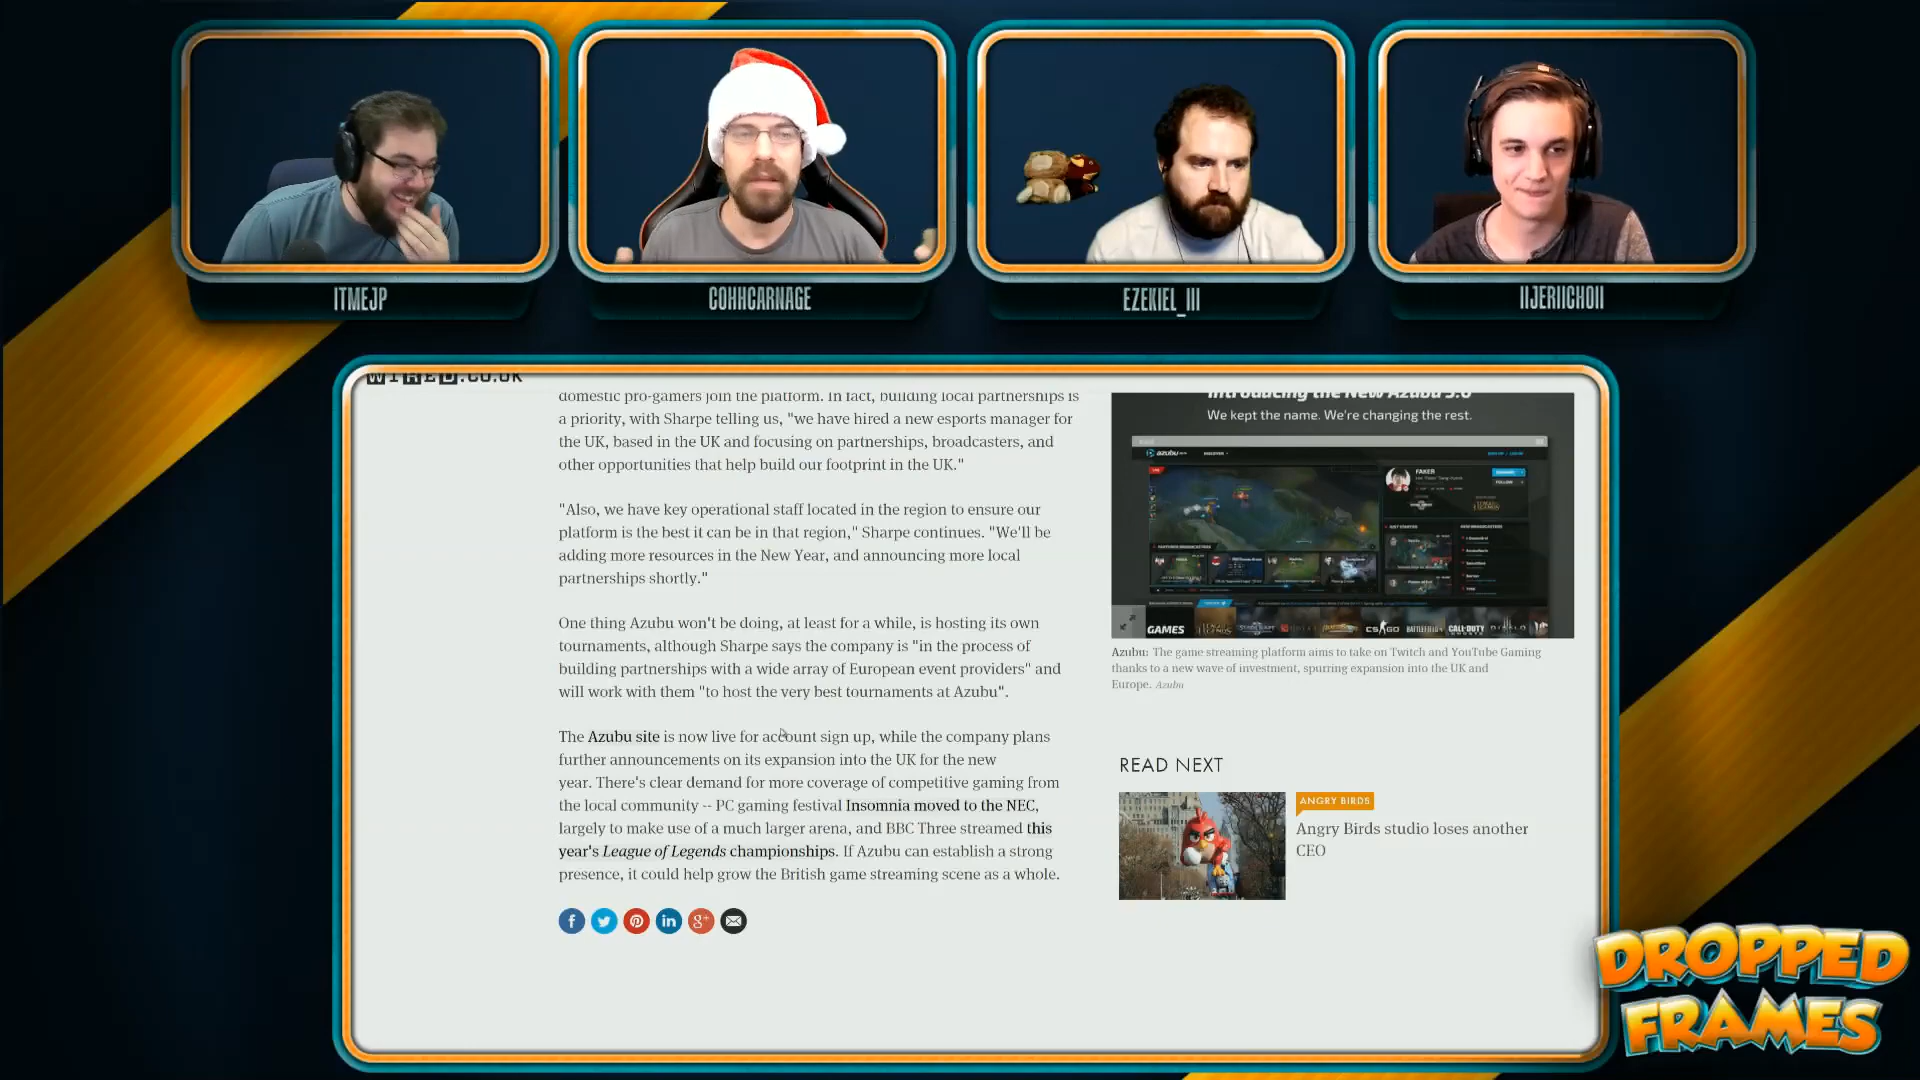 ITMEJP
COHHCARNAGE
EZEKIEL_III
IIJERIICHOII
WIRED.CO.UK
domestic pro-gamers join the platform. In fact, building local partnerships is
a priority, with Sharpe telling us, "we have hired a new esports manager for
the UK, based in the UK and focusing on partnerships, broadcasters, and
other opportunities that help build our footprint in the UK."
"Also, we have key operational staff located in the region to ensure our
platform is the best it can be in that region," Sharpe continues. "We'll be
adding more resources in the New Year, and announcing more local
partnerships shortly."
One thing Azubu won't be doing, at least for a while, is hosting its own
tournaments, although Sharpe says the company is "in the process of
building partnerships with a wide array of European event providers" and
will work with them "to host the very best tournaments at Azubu".
The Azubu site is now live for account sign up, while the company plans
further announcements on its expansion into the UK for the new
year. There's clear demand for more coverage of competitive gaming from
the local community -- PC gaming festival Insomnia moved to the NEC,
largely to make use of a much larger arena, and BBC Three streamed this
year's League of Legends championships. If Azubu can establish a strong
presence, it could help grow the British game streaming scene as a whole.
Introducing the New Azubu 3.0
We kept the name. We're changing the rest.
azubu
FAKER
GAMES
CS:GO
BATTLEFIELD
CALL·DUTY
Azubu: The game streaming platform aims to take on Twitch and YouTube Gaming
thanks to a new wave of investment, spurring expansion into the UK and
Europe. Azubu
READ NEXT
ANGRY BIRDS
Angry Birds studio loses another
CEO
DROPPED
FRAMES